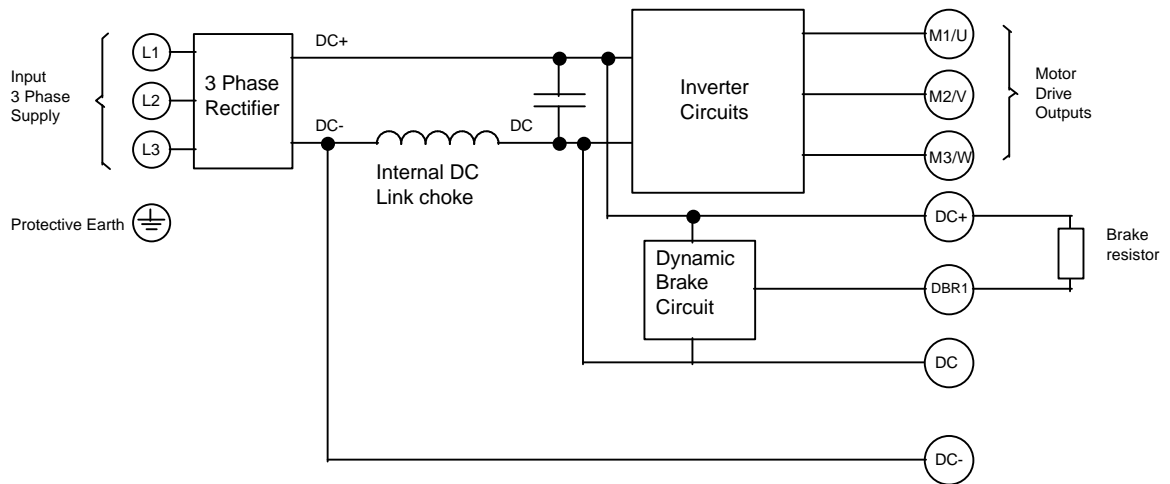 Input
3 Phase
Supply
L1
L2
L3
Protective Earth
3 Phase
Rectifier
DC+
DC-
DC
Internal DC
Link choke
Inverter
Circuits
M1/U
M2/V
M3/W
Motor
Drive
Outputs
Dynamic
Brake
Circuit
DC+
DBR1
DC
DC-
Brake
resistor